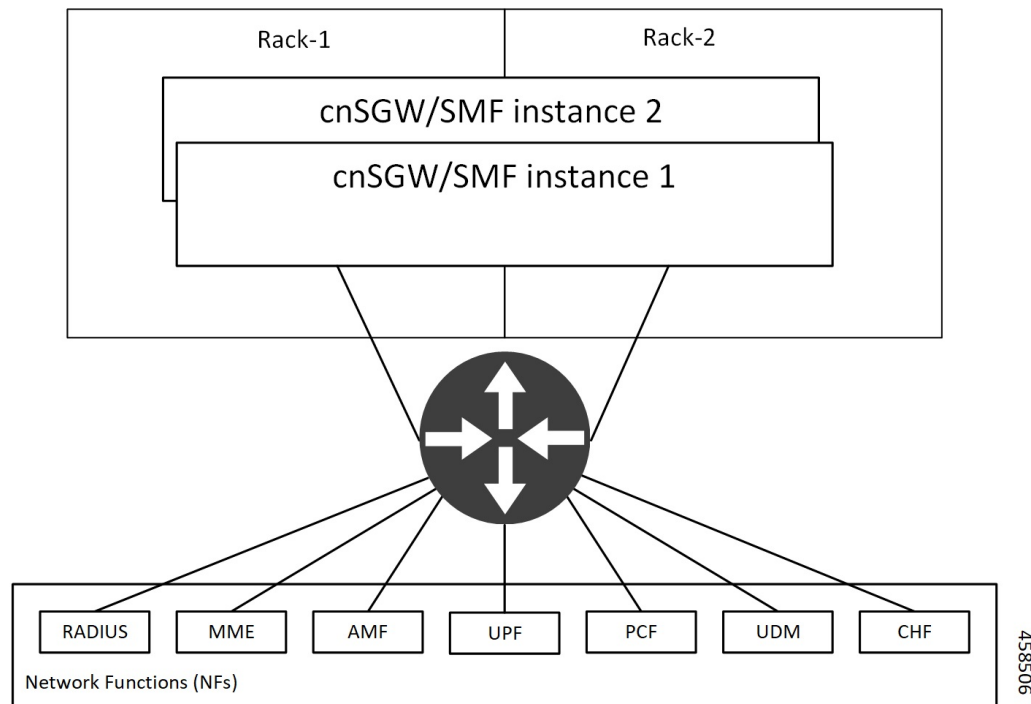 Rack-1
Rack-2
cnSGW/SMF instance 2
cnSGW/SMF instance 1
RADIUS
MME
AMF
UPF
PCF
UDM
CHF
Network Functions (NFs)
458506